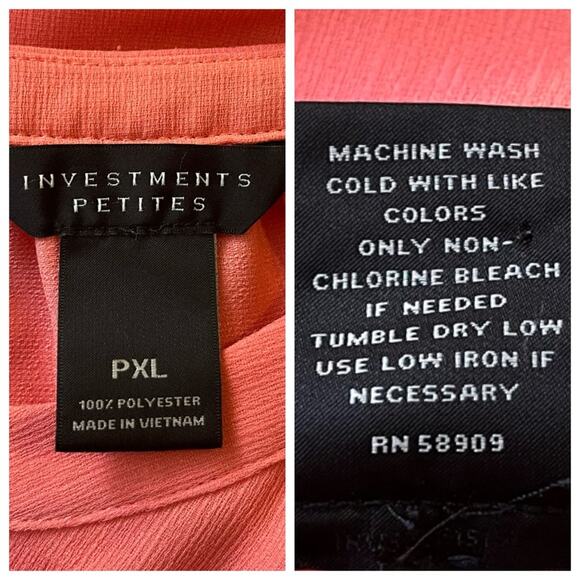 INVESTMENTS
PETITES
PXL
100% POLYESTER
MADE IN VIETNAM
MACHINE WASH
COLD WITH LIKE
COLORS
ONLY NON-
CHLORINE BLEACH
IF NEEDED
TUMBLE DRY LOW
USE LOW IRON IF
NECESSARY
RN 58909